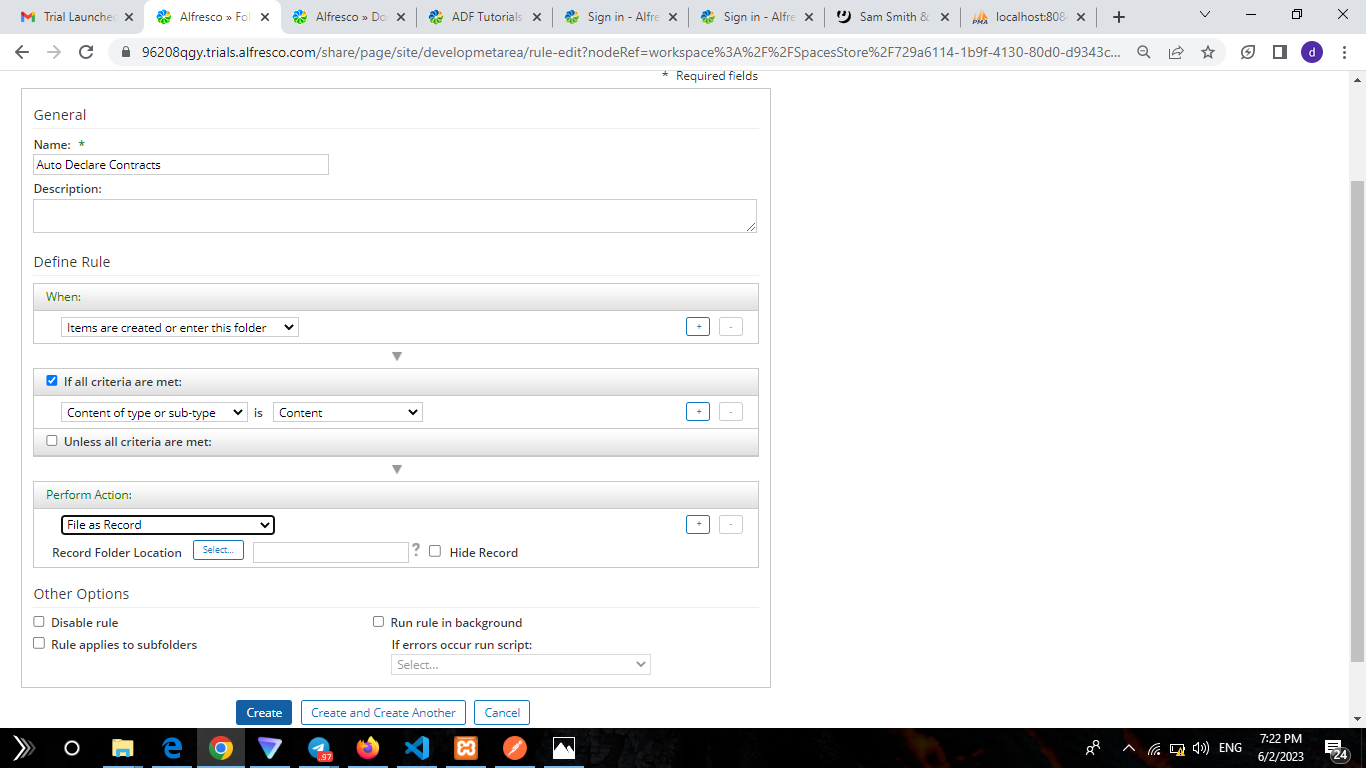 Trial Launche
Alfresco » Fol
Alfresco » Do
ADF Tutorials
Sign in - Alfre
Sign in - Alfre
Sam Smith &
localhost:808
96208qgy.trials.alfresco.com/share/page/site/developmetarea/rule-edit?nodeRef=workspace%3A%2F%2FSpacesStore%2F729a6114-1b9f-4130-80d0-d9343c...
d
* Required fields
General
Name: *
Auto Declare Contracts
Description:
Define Rule
When:
Items are created or enter this folder
+ -
If all criteria are met:
Content of type or sub-type is Content
+ -
Unless all criteria are met:
Perform Action:
File as Record
+ -
Record Folder Location Select... ? Hide Record
Other Options
Disable rule
Run rule in background
Rule applies to subfolders
If errors occur run script:
Select...
Create Create and Create Another Cancel
97
ENG
7:22 PM
6/2/2023
24